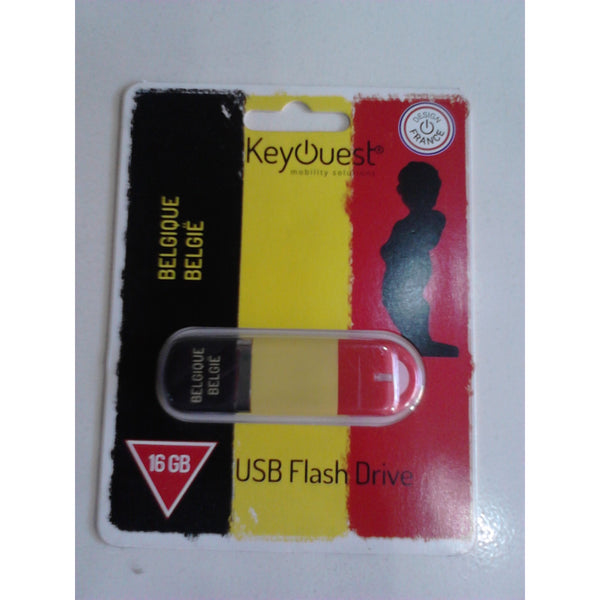 DESIGN
FRANCE
KeyOuest®
mobility solutions
BELGIQUE
BELGIË
BELGIQUE
BELGIË
16 GB
USB Flash Drive